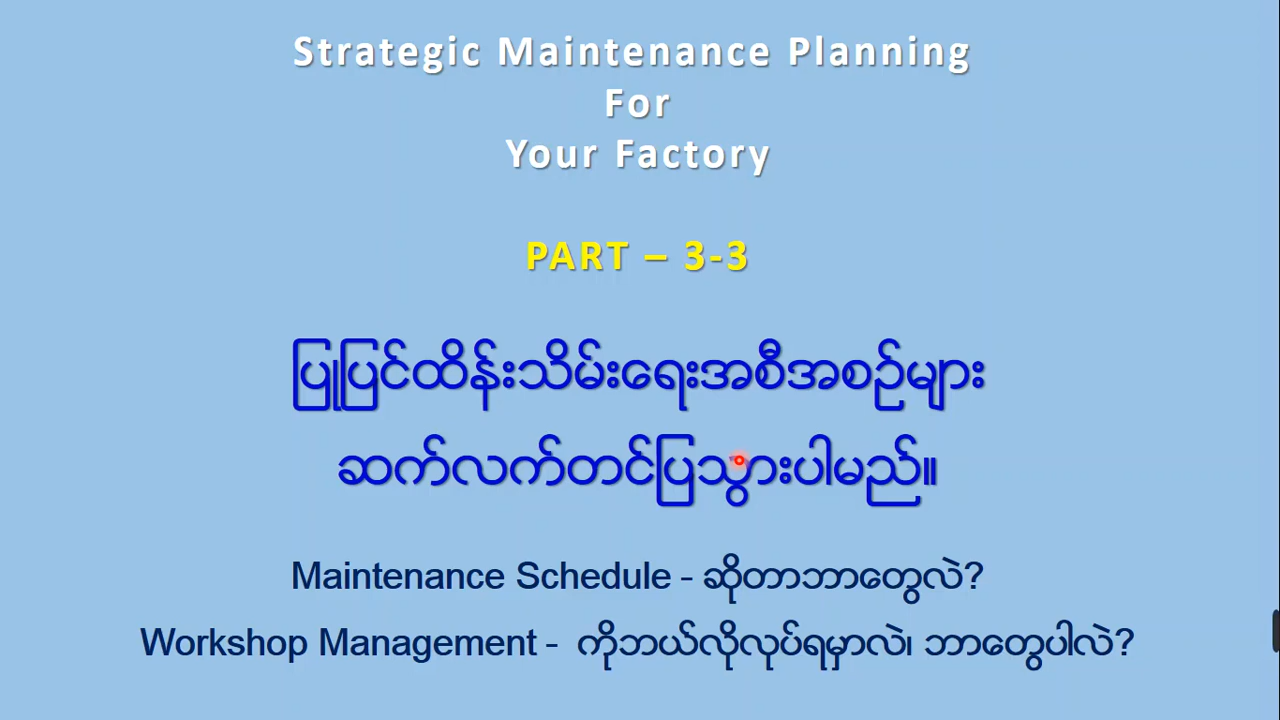 Strategic Maintenance Planning
For
Your Factory
PART – 3-3
ပြုပြင်ထိန်းသိမ်းရေးအစီအစဉ်များ
ဆက်လက်တင်ပြသွားပါမည်။
Maintenance Schedule - ဆိုတာဘာတွေလဲ?
Workshop Management - ကိုဘယ်လိုလုပ်ရမှာလဲ၊ ဘာတွေပါလဲ?